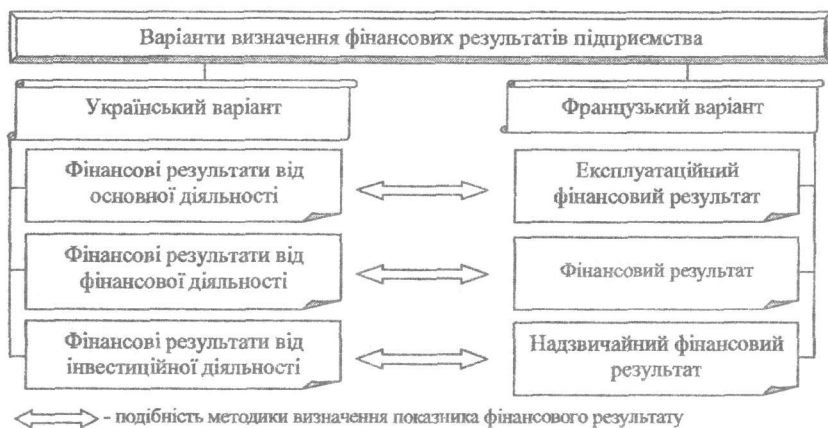 Варіанти визначення фінансових результатів підприємства
Український варіант
Французький варіант
Фінансові результати від
основної діяльності
Експлуатаційний
фінансовий результат
Фінансові результати від
фінансової діяльності
Фінансовий результат
Фінансові результати від
інвестиційної діяльності
Надзвичайний фінансовий
результат
- подібність методики визначення показника фінансового результату